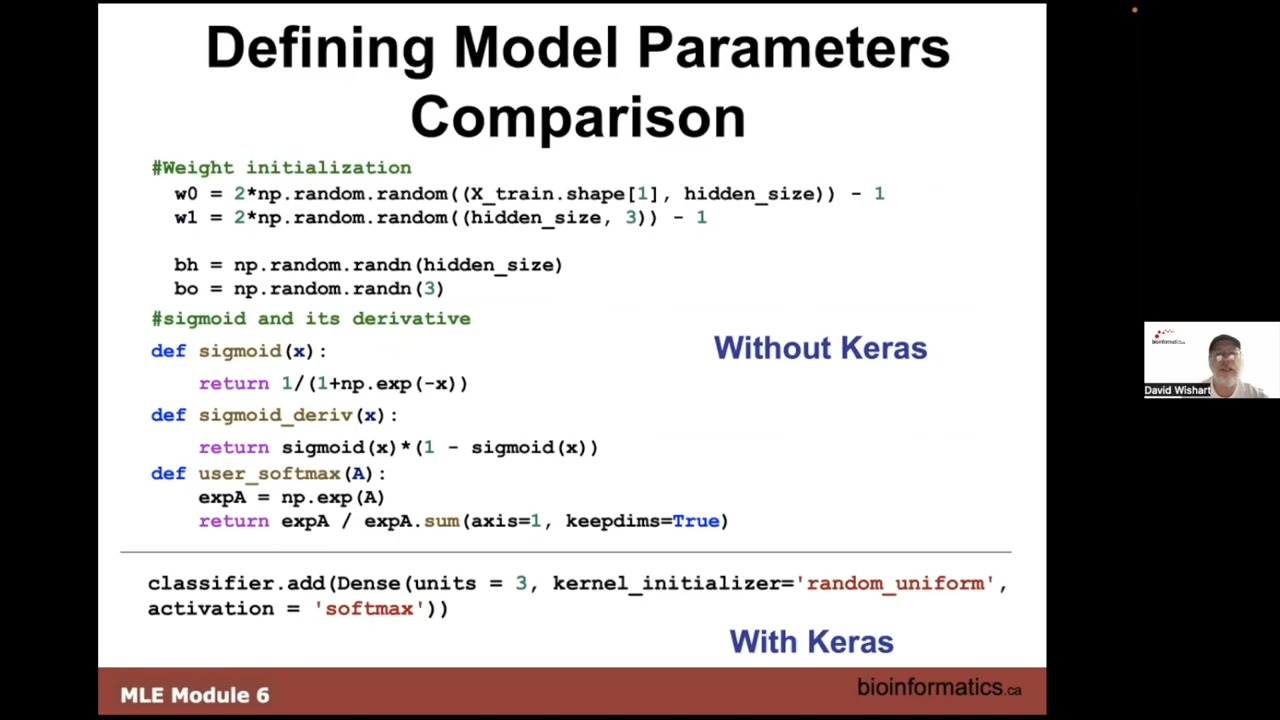 Defining Model Parameters
Comparison
#Weight initialization
w0 = 2*np.random.random((X_train.shape[1], hidden_size)) - 1
w1 = 2*np.random.random((hidden_size, 3)) - 1
bh = np.random.randn(hidden_size)
bo = np.random.randn(3)
#sigmoid and its derivative
def sigmoid(x):
return 1/(1+np.exp(-x))
def sigmoid_deriv(x):
return sigmoid(x)*(1 - sigmoid(x))
def user_softmax(A):
expA = np.exp(A)
return expA / expA.sum(axis=1, keepdims=True)
Without Keras
classifier.add(Dense(units = 3, kernel_initializer='random_uniform',
activation = 'softmax'))
With Keras
MLE Module 6
bioinformatics.ca
bioinformatics.ca
David Wishart